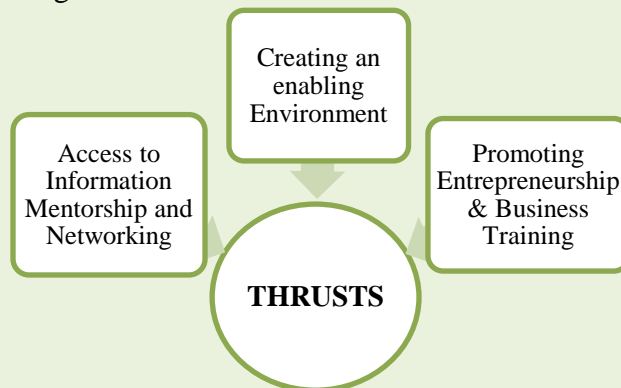 Creating an
enabling
Environment
Access to
Information
Mentorship and
Networking
Promoting
Entrepreneurship
& Business
Training
THRUSTS